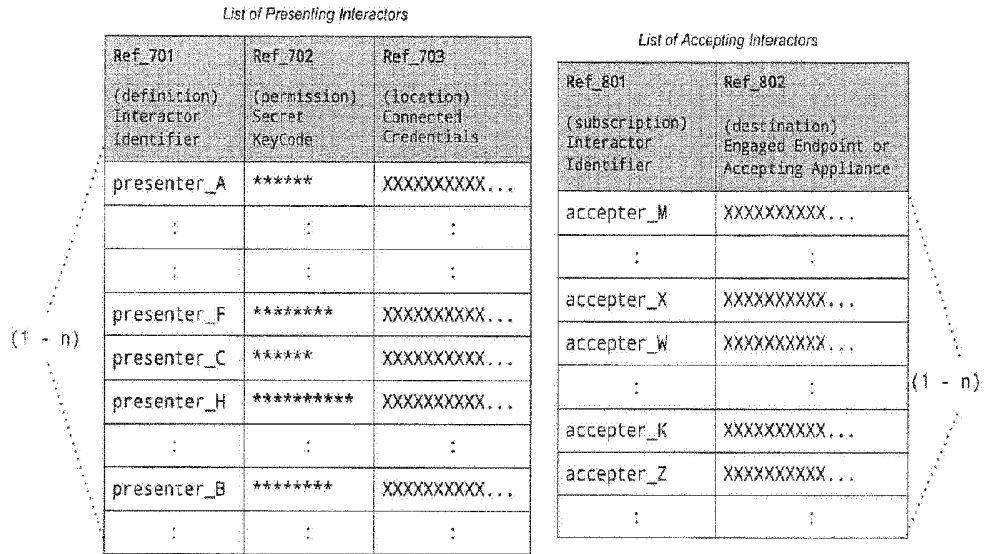 List of Presenting Interactors
Ref_701 Ref_702 Ref_703
(definition) (permission) (location)
Interactor Secret Connected
Identifier KeyCode Credentials
presenter_A ****** XXXXXXXXXX...
: : :
: : :
presenter_F ******** XXXXXXXXXX...
presenter_C ****** XXXXXXXXXX...
presenter_H ********** XXXXXXXXXX...
: : :
presenter_B ******** XXXXXXXXXX...
: : :
(1 - n)
List of Accepting Interactors
Ref_801 Ref_802
(subscription) (destination)
Interactor Engaged Endpoint or
Identifier Accepting Appliance
accepter_M XXXXXXXXXX...
: :
accepter_X XXXXXXXXXX...
accepter_W XXXXXXXXXX...
: :
accepter_K XXXXXXXXXX...
accepter_Z XXXXXXXXXX...
: :
(1 - n)